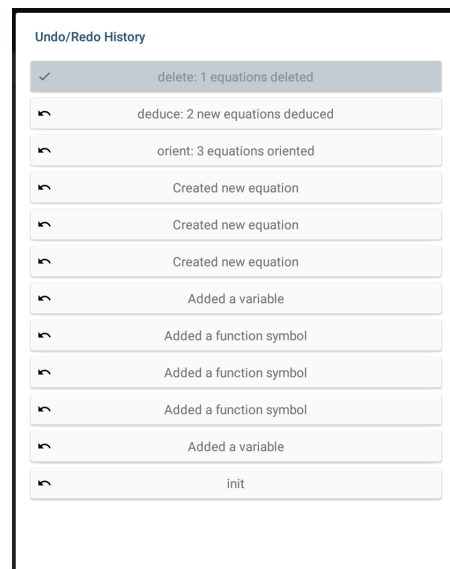 Undo/Redo History
delete: 1 equations deleted
deduce: 2 new equations deduced
orient: 3 equations oriented
Created new equation
Created new equation
Created new equation
Added a variable
Added a function symbol
Added a function symbol
Added a function symbol
Added a variable
init